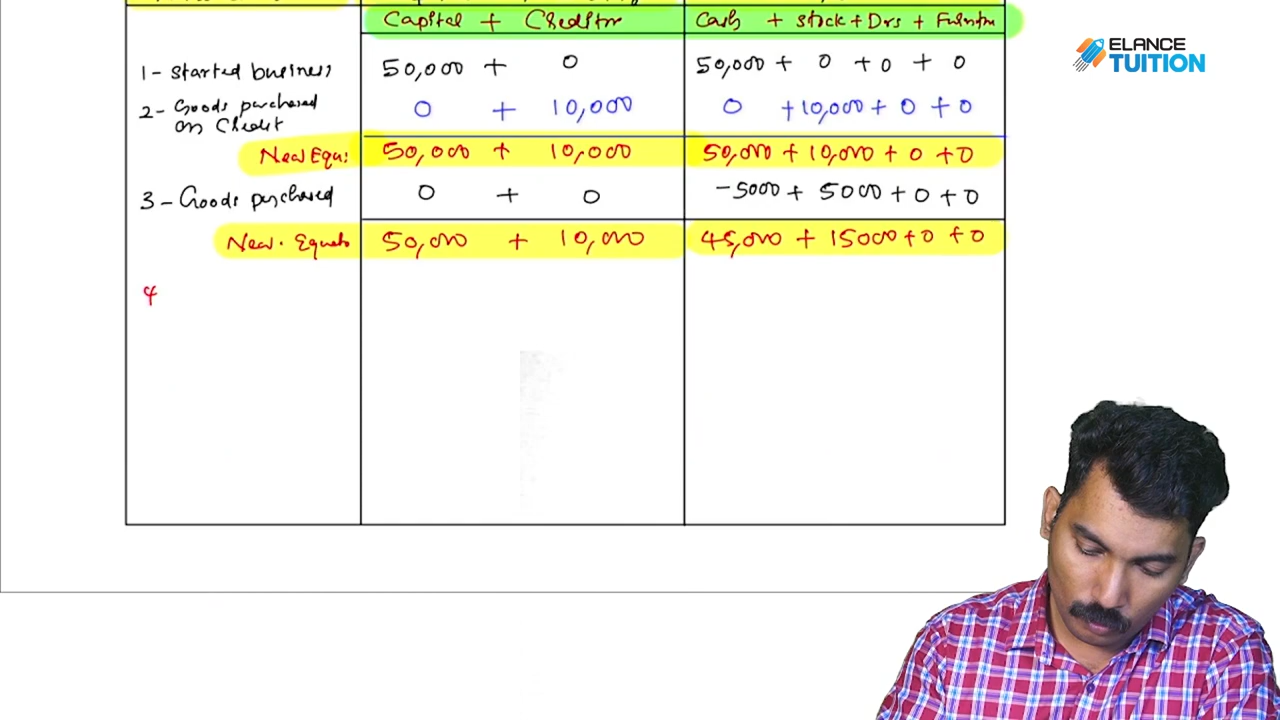 Capital + Creditor Cash + Stock + Drs + Furnitur
ELANCE
TUITION
1 - Started business 50,000 + 0 50,000 + 0 + 0 + 0
2 - Goods purchased 0 + 10,000 0 + 10,000 + 0 + 0
on Credit
New Equ: 50,000 + 10,000 50,000 + 10,000 + 0 + 0
3 - Goods purchased 0 + 0 -5000 + 5000 + 0 + 0
New. 50,000 + 10,000 45,000 + 15000 + 0 + 0
4